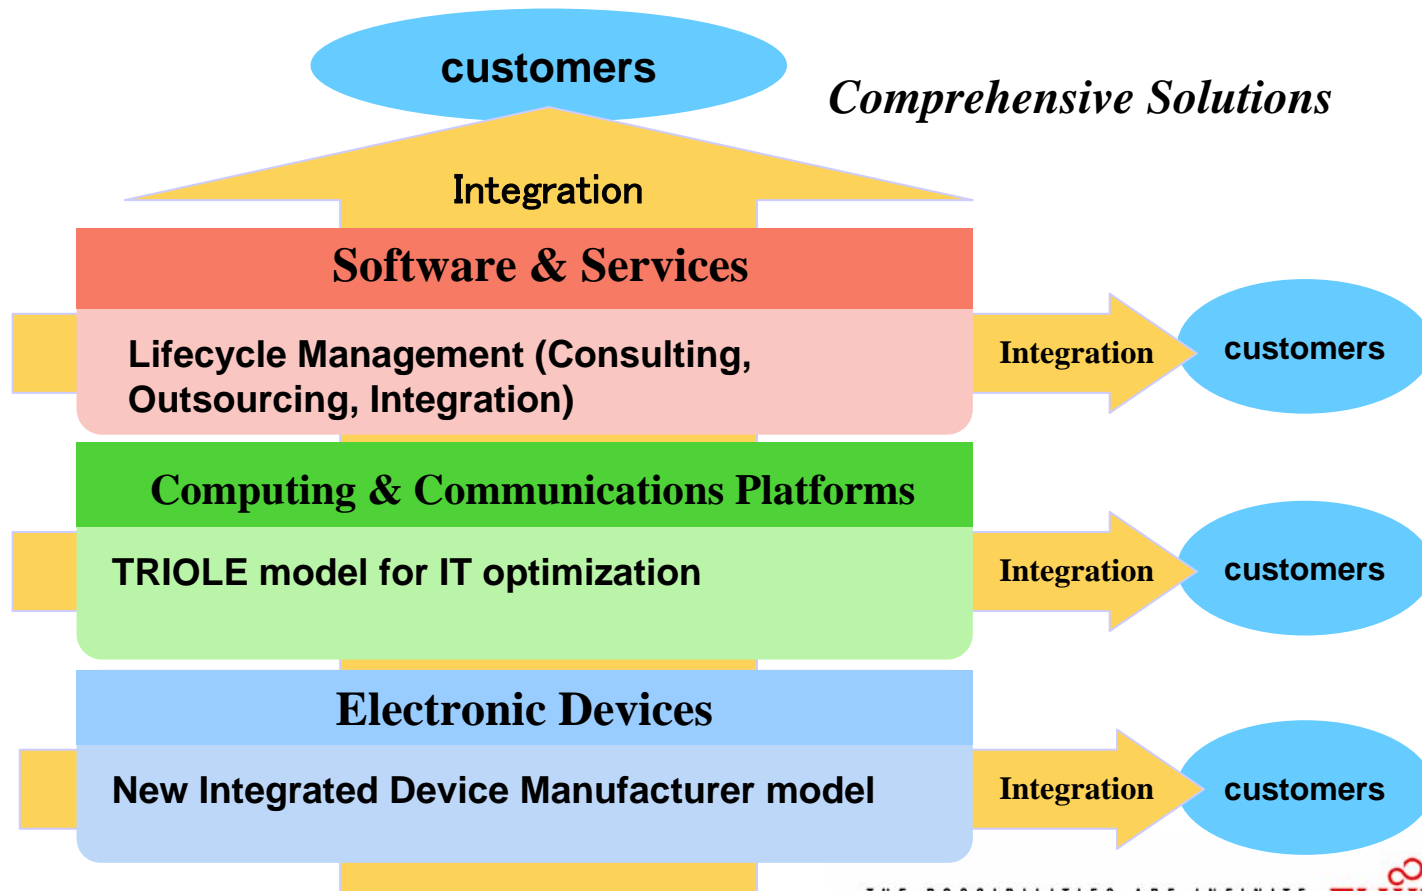 customers
Comprehensive Solutions
Integration
Software & Services
Lifecycle Management (Consulting,
Outsourcing, Integration)
Integration
customers
Computing & Communications Platforms
TRIOLE model for IT optimization
Integration
customers
Electronic Devices
New Integrated Device Manufacturer model
Integration
customers